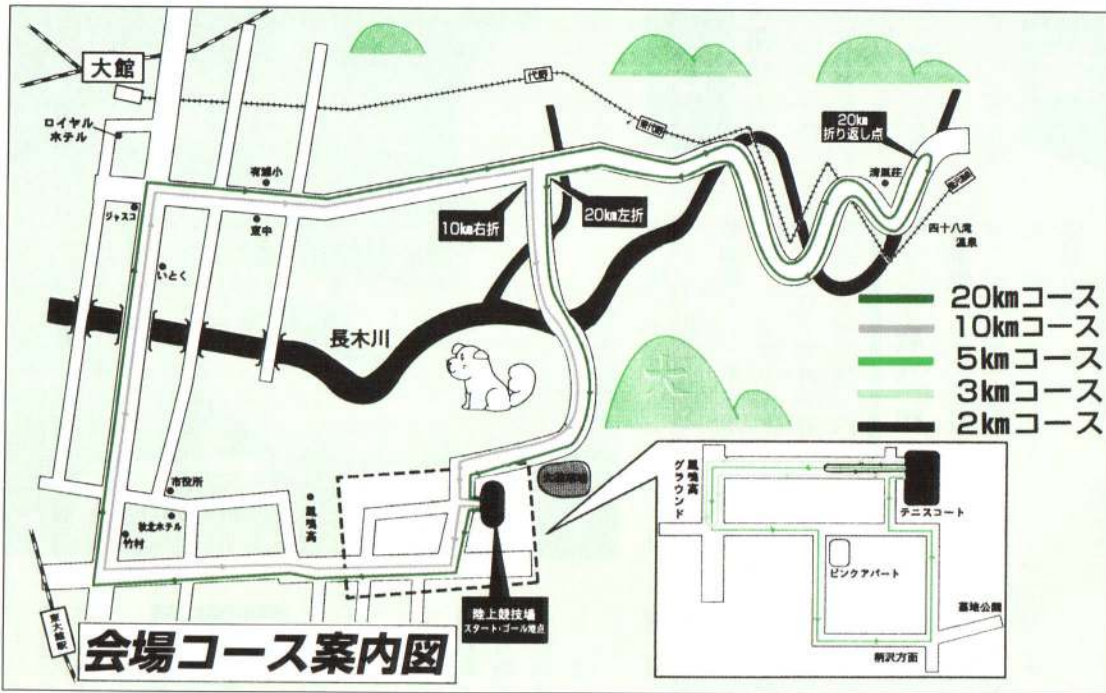 大館
代野
東代野
ロイヤル
ホテル
有浦小
20km
折り返し点
清風荘
ジャスコ
東中
10km右折
20km左折
四十八滝
温泉
いとく
長木川
20kmコース
10kmコース
5kmコース
3kmコース
2kmコース
大
市役所
秋北ホテル
竹村
鳳鳴高
鳳鳴高
グラウンド
テニスコート
ピンクアパート
墓地公園
柄沢方面
陸上競技場
スタート・ゴール地点
東大館駅
会場コース案内図